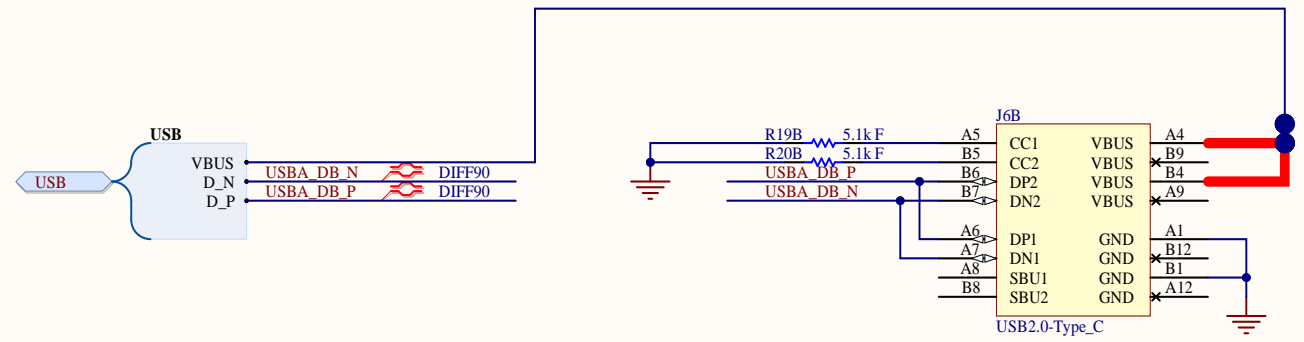 USB
USB
VBUS
D_N
D_P
USBA_DB_N
DIFF90
USBA_DB_P
DIFF90
R19B
5.1k F
R20B
5.1k F
USBA_DB_P
USBA_DB_N
J6B
A5
CC1
VBUS
A4
B5
CC2
VBUS
B9
B6
DP2
VBUS
B4
B7
DN2
VBUS
A9
A6
DP1
GND
A1
A7
DN1
GND
B12
A8
SBU1
GND
B1
B8
SBU2
GND
A12
USB2.0-Type_C